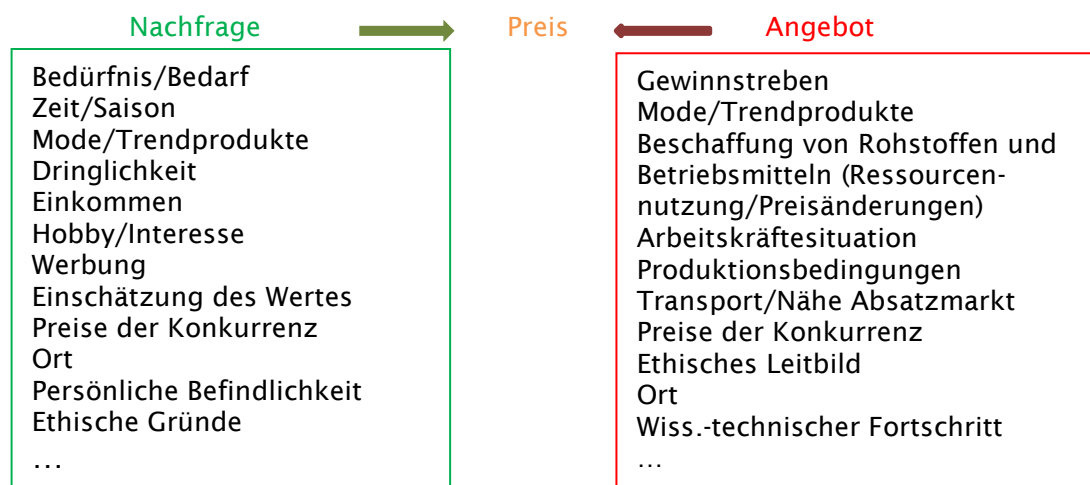 Nachfrage Preis Angebot
Bedürfnis/Bedarf
Zeit/Saison
Mode/Trendprodukte
Dringlichkeit
Einkommen
Hobby/Interesse
Werbung
Einschätzung des Wertes
Preise der Konkurrenz
Ort
Persönliche Befindlichkeit
Ethische Gründe
…
Gewinnstreben
Mode/Trendprodukte
Beschaffung von Rohstoffen und
Betriebsmitteln (Ressourcen-
nutzung/Preisänderungen)
Arbeitskräftesituation
Produktionsbedingungen
Transport/Nähe Absatzmarkt
Preise der Konkurrenz
Ethisches Leitbild
Ort
Wiss.-technischer Fortschritt
…